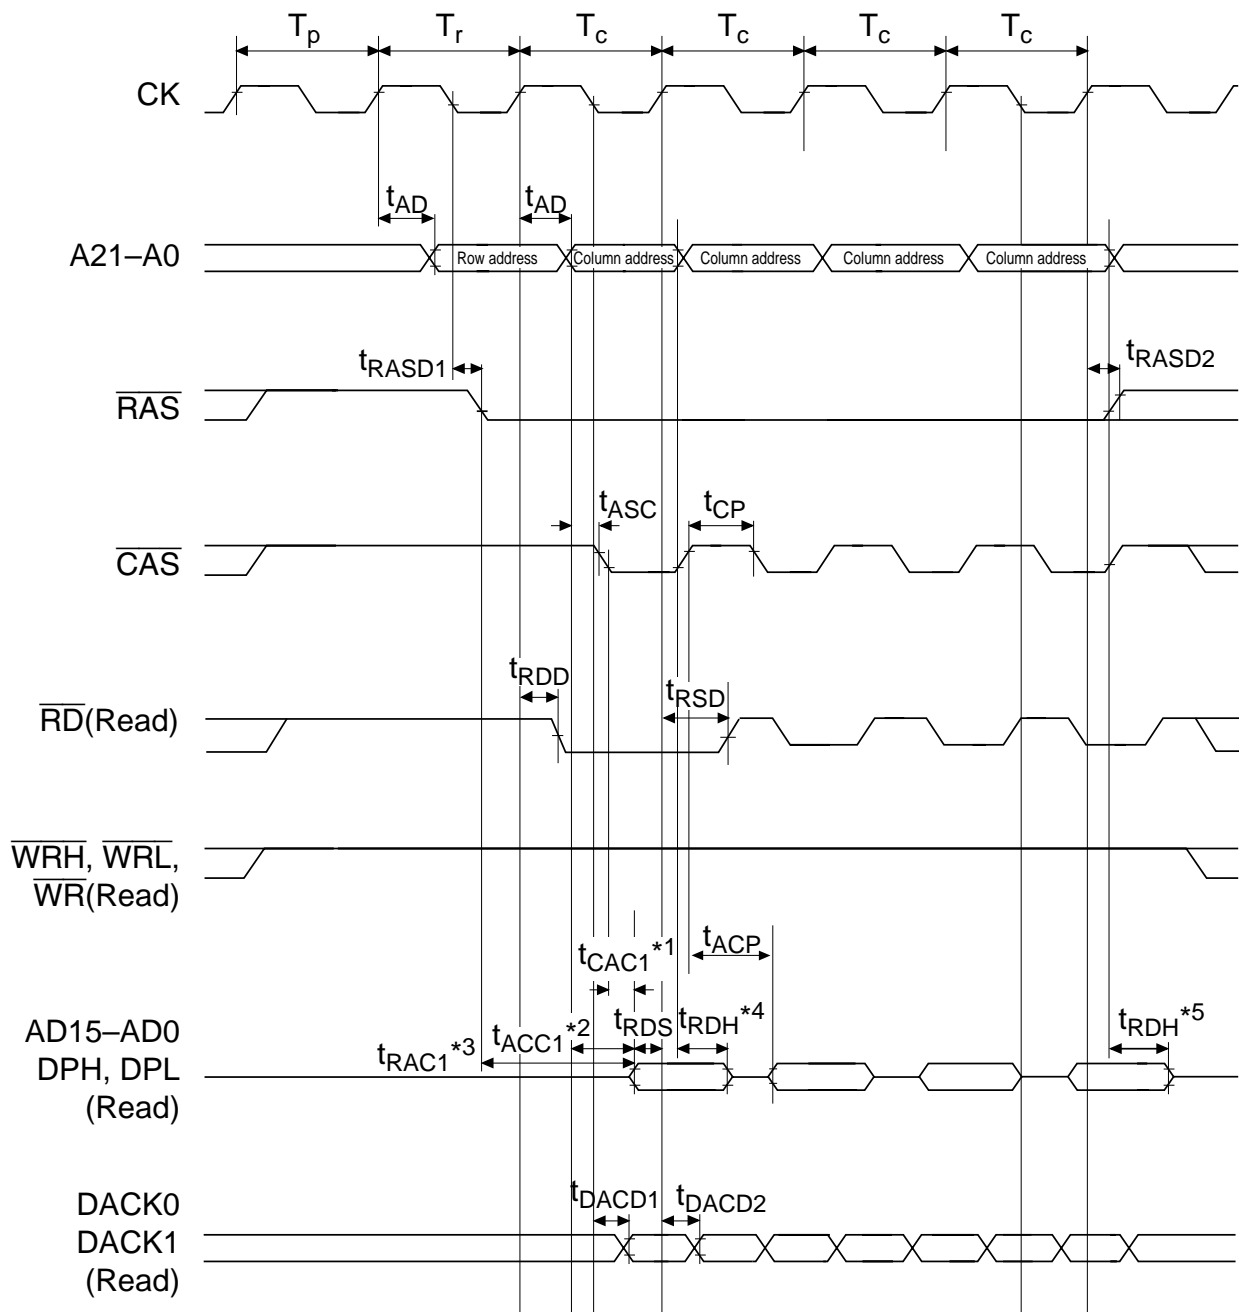 Tp Tr Tc Tc Tc Tc
CK
tAD tAD
A21–A0 Row address Column address Column address Column address Column address
tRASD1 tRASD2
RAS
tASC tCP
CAS
tRDD tRSD
RD(Read)
WRH, WRL,
WR(Read)
tCAC1*1 tACP
AD15–AD0
DPH, DPL
(Read)
tRAC1*3 tACC1*2 tRDS tRDH*4 tRDH*5
DACK0
DACK1
(Read)
tDACD1 tDACD2